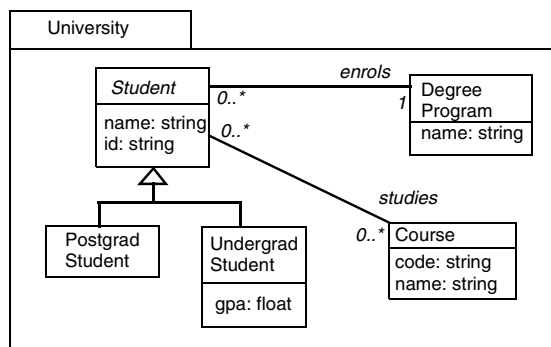 University
Student
name: string
id: string
enrols
0..*
1
Degree
Program
name: string
0..*
studies
0..*
Postgrad
Student
Undergrad
Student
gpa: float
Course
code: string
name: string